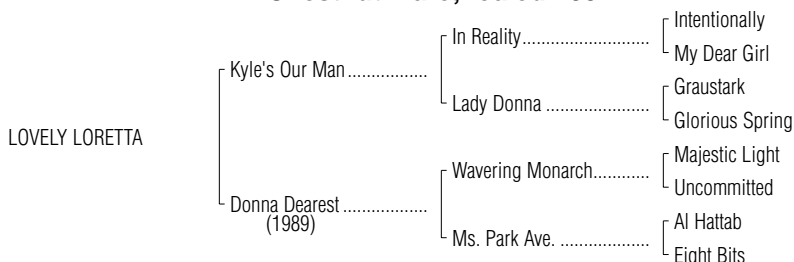 Intentionally
In Reality............................
My Dear Girl
Kyle's Our Man.................
Graustark
Lady Donna .......................
Glorious Spring
LOVELY LORETTA
Majestic Light
Wavering Monarch............
Uncommitted
Donna Dearest ..................
(1989)
Al Hattab
Ms. Park Ave. ....................
Eight Bits